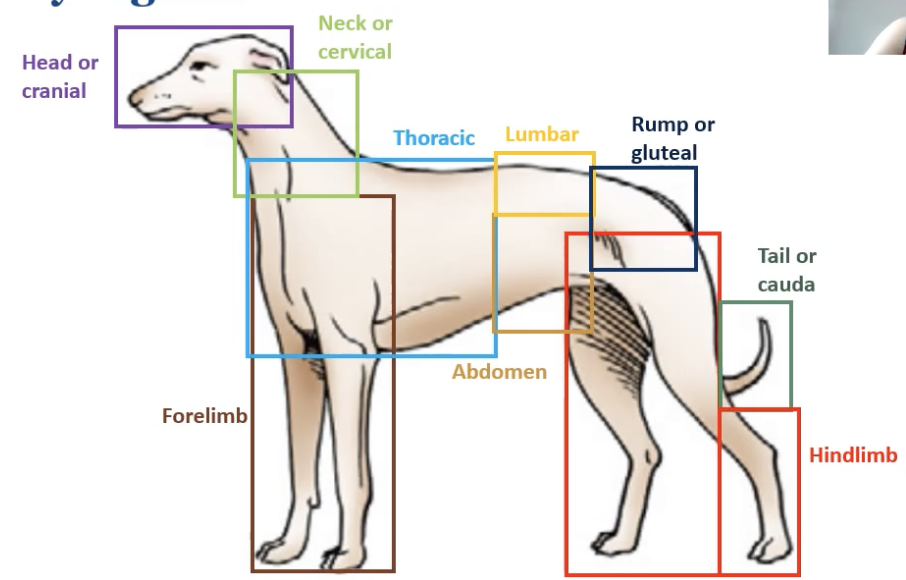 Neck or
cervical
Head or
cranial
Thoracic
Lumbar
Rump or
gluteal
Tail or
cauda
Abdomen
Forelimb
Hindlimb